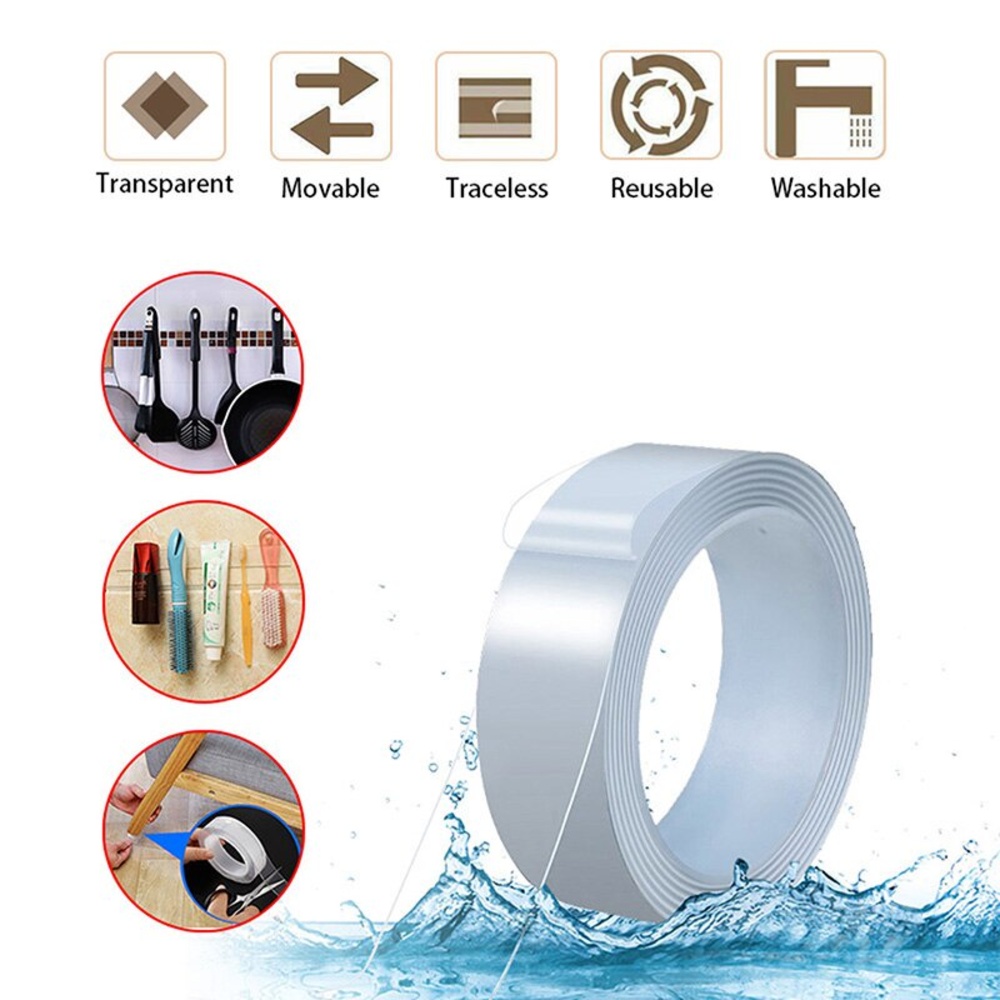 Transparent
Movable
Traceless
Reusable
Washable